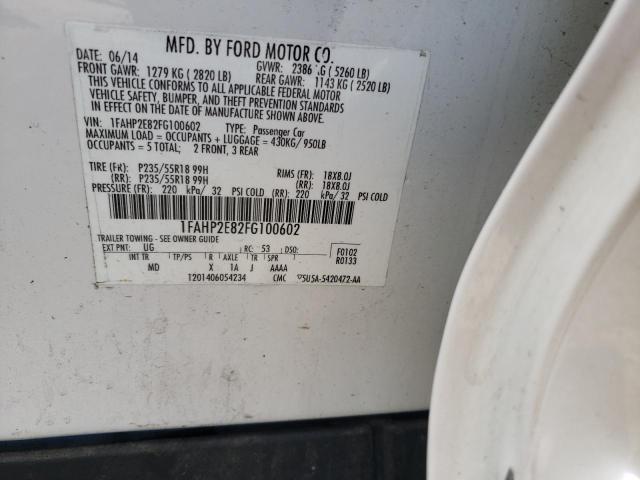 MFD. BY FORD MOTOR CO.
DATE: 06/14 GVWR: 2386 KG ( 5260 LB)
FRONT GAWR: 1279 KG ( 2820 LB) REAR GAWR: 1143 KG ( 2520 LB)
THIS VEHICLE CONFORMS TO ALL APPLICABLE FEDERAL MOTOR
VEHICLE SAFETY, BUMPER, AND THEFT PREVENTION STANDARDS
IN EFFECT ON THE DATE OF MANUFACTURE SHOWN ABOVE.
VIN: 1FAHP2E82FG100602 TYPE: Passenger Car
MAXIMUM LOAD = OCCUPANTS + LUGGAGE = 430KG/950LB
OCCUPANTS = 5 TOTAL; 2 FRONT, 3 REAR
TIRE (FR): P235/55R18 99H RIMS (FR): 18X8.0J
(RR): P235/55R18 99H (RR): 18X8.0J
PRESSURE (FR): 220 kPa/ 32 PSI COLD (RR): 220 kPa/ 32 PSI COLD
1FAHP2E82FG100602
TRAILER TOWING - SEE OWNER GUIDE
EXT PNT: UG RC: 53 DSO: F0102
INT TR TP/PS R AXLE TR SPR R0133
MD X 1A J AAAA
1201406054234 CMC 5U5A-5420472-AA